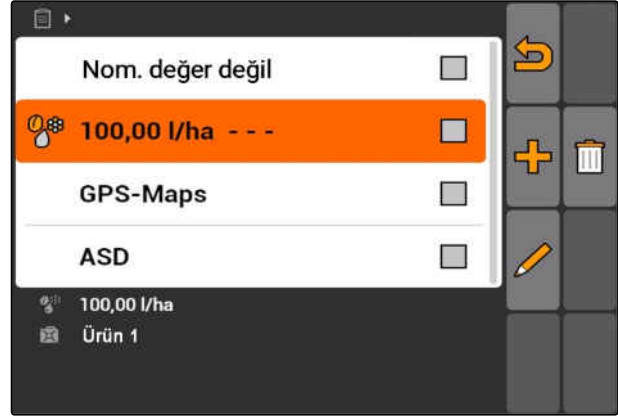 Nom. değer değil
100,00 l/ha - - -
GPS-Maps
ASD
100,00 l/ha
Ürün 1